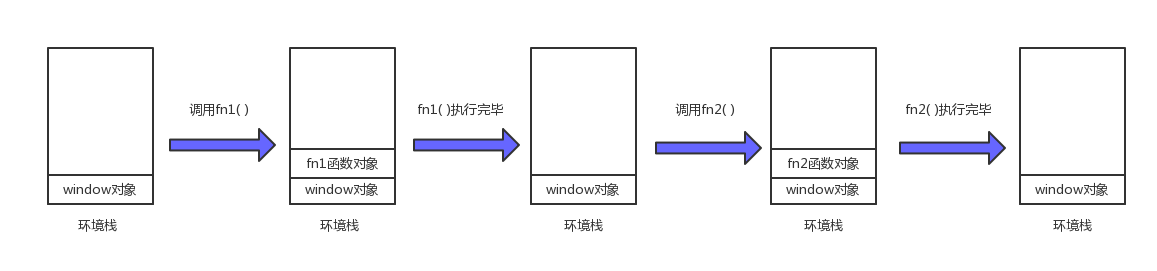 调用fn1( )
fn1( )执行完毕
调用fn2( )
fn2( )执行完毕
fn1函数对象
fn2函数对象
window对象
window对象
window对象
window对象
window对象
环境栈
环境栈
环境栈
环境栈
环境栈